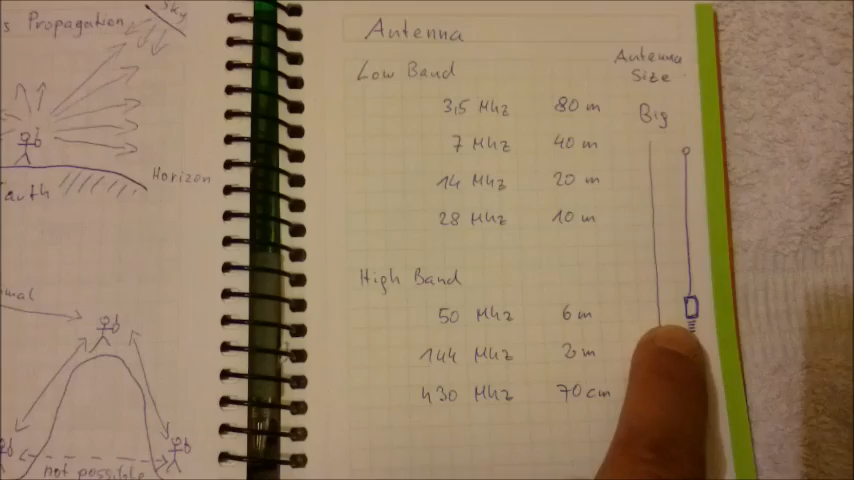 s Propagation
Sky
Horizon
not possible
Antenna
Low Band
Antenna
Size
Big
3,5 MHz 80 m
7 MHz 40 m
14 MHz 20 m
28 MHz 10 m
High Band
50 MHz 6 m
144 MHz 2 m
430 MHz 70 cm